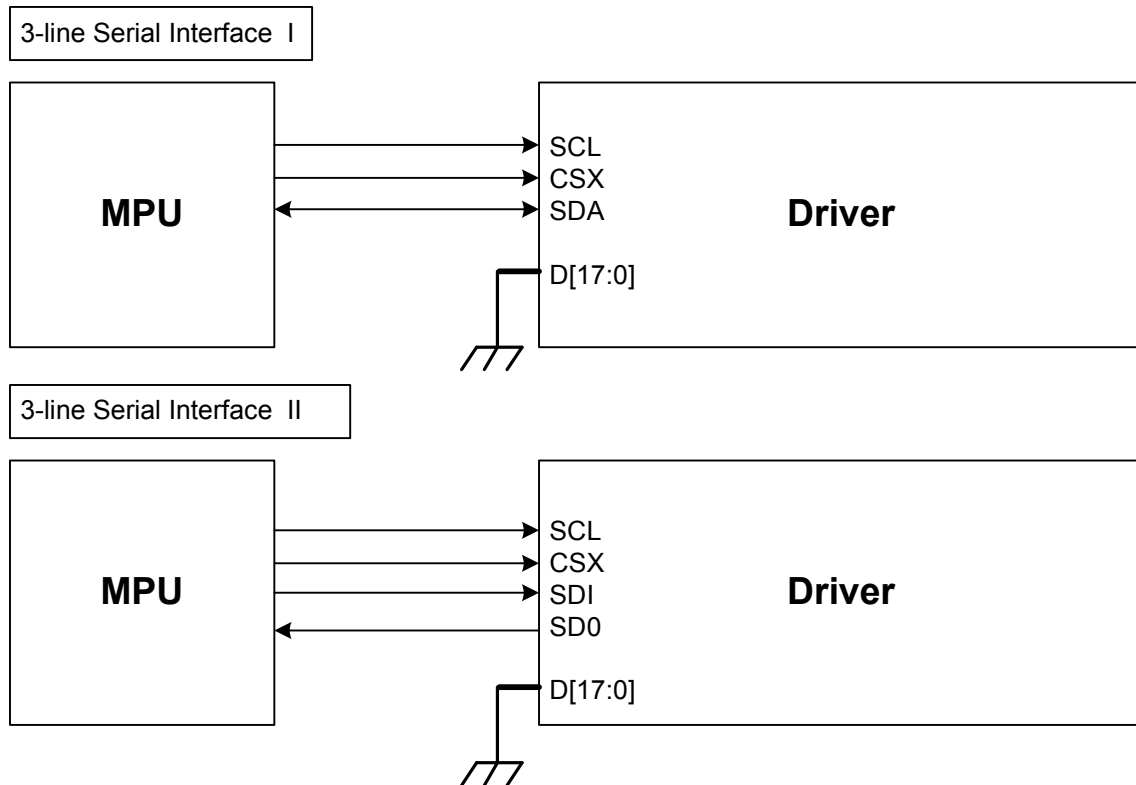 3-line Serial Interface I
MPU
SCL
CSX
SDA
D[17:0]
Driver
3-line Serial Interface II
MPU
SCL
CSX
SDI
SD0
D[17:0]
Driver